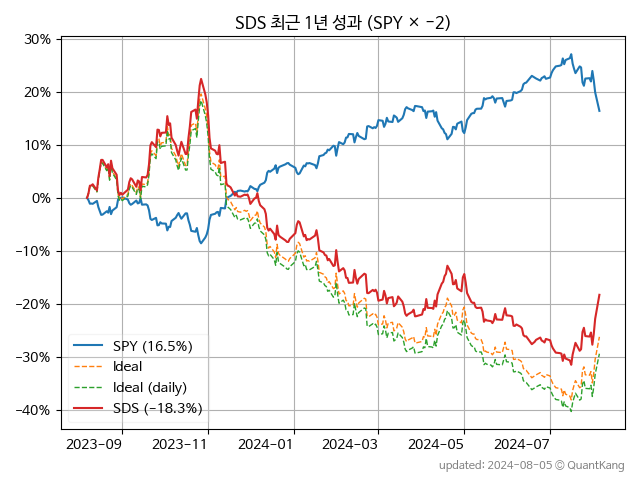 SDS 최근 1년 성과 (SPY × −2)
30%
20%
10%
0%
−10%
−20%
−30%
−40%
SPY (16.5%)
Ideal
Ideal (daily)
SDS (−18.3%)
2023-09 2023-11 2024-01 2024-03 2024-05 2024-07
updated: 2024-08-05 © QuantKang